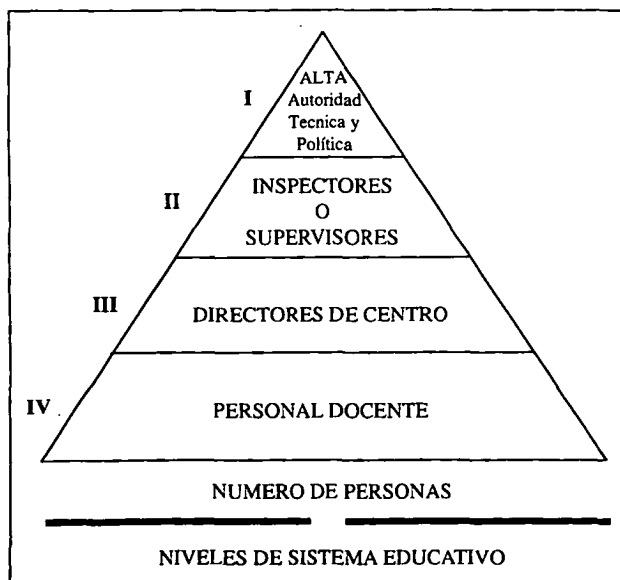 I
ALTA
Autoridad
Tecnica y
Política
II
INSPECTORES
O
SUPERVISORES
III
DIRECTORES DE CENTRO
IV
PERSONAL DOCENTE
NUMERO DE PERSONAS
NIVELES DE SISTEMA EDUCATIVO